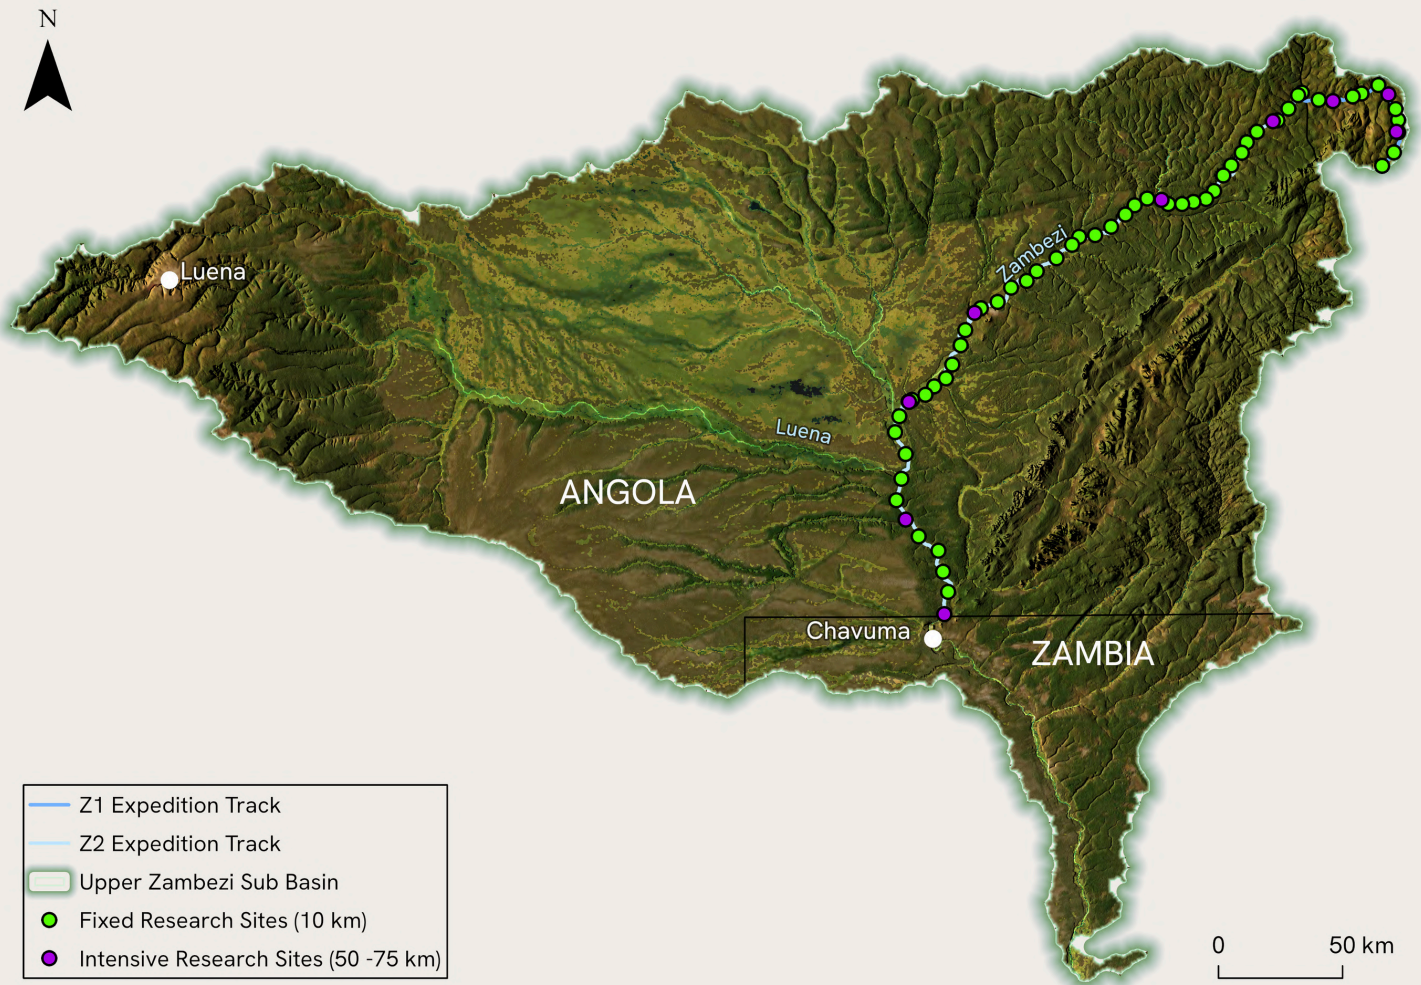 N
Zambezi
Luena
Luena
ANGOLA
Chavuma
ZAMBIA
Z1 Expedition Track
Z2 Expedition Track
Upper Zambezi Sub Basin
Fixed Research Sites (10 km)
Intensive Research Sites (50 -75 km)
0 50 km